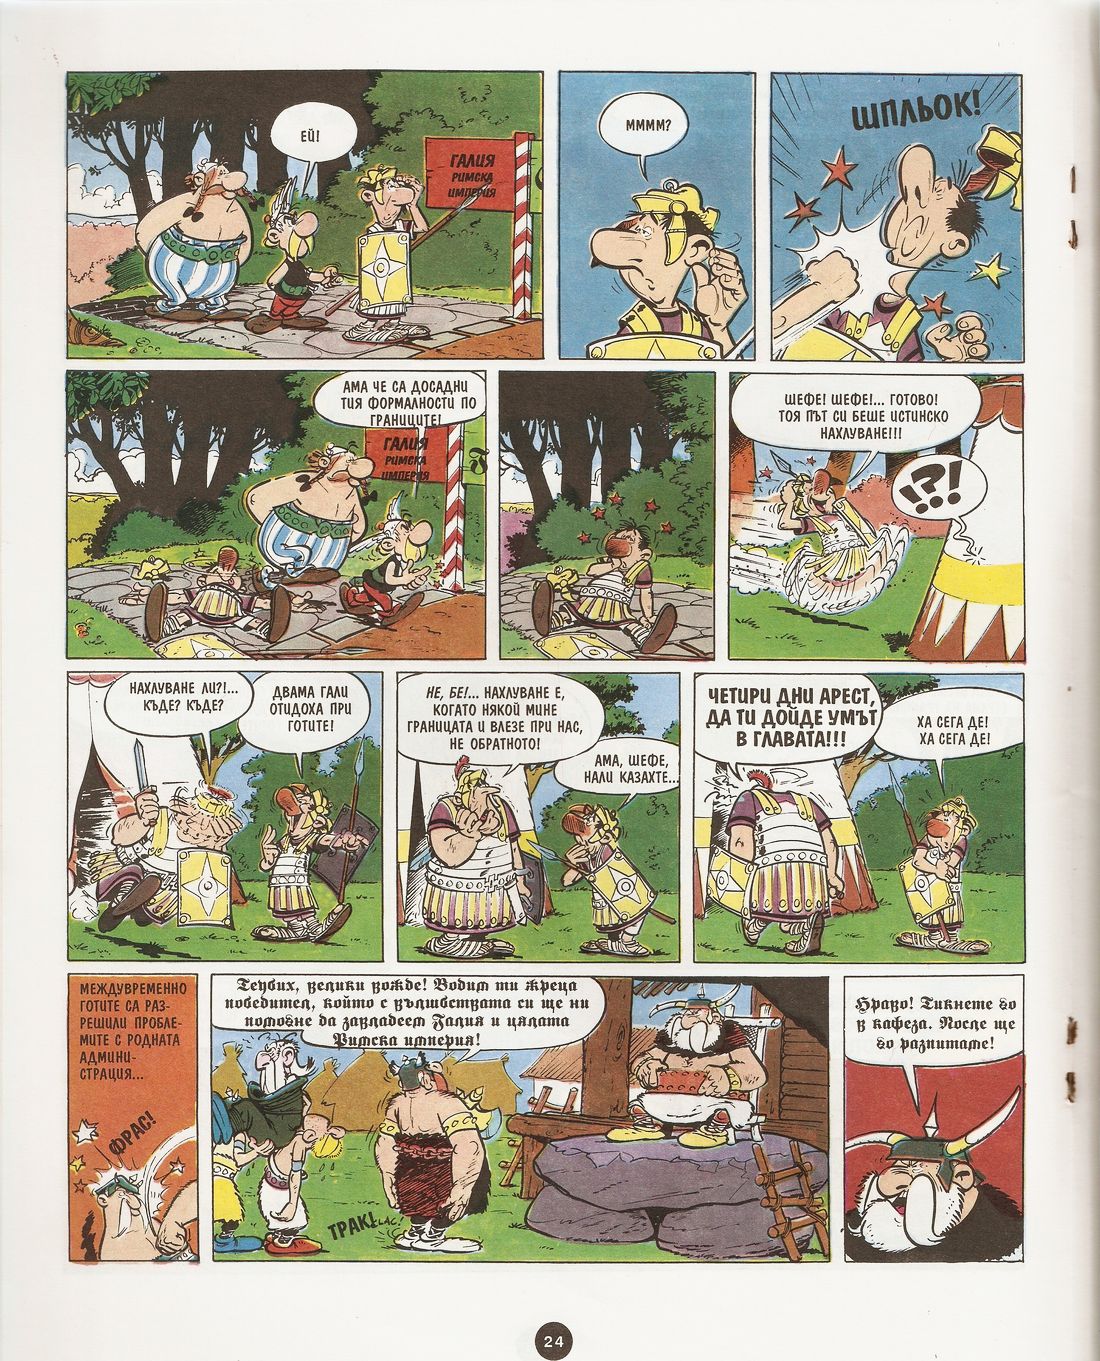 ЕЙ!
ГАЛИЯ
РИМСКА
ИМПЕРИЯ
ММММ?
ШПЛЬОК!
АМА ЧЕ СА ДОСАДНИ
ТИЯ ФОРМАЛНОСТИ ПО
ГРАНИЦИТЕ!
ГАЛИЯ
РИМСКА
ИМПЕРИЯ
ШЕФЕ! ШЕФЕ!... ГОТОВО!
ТОЯ ПЪТ СИ БЕШЕ ИСТИНСКО
НАХЛУВАНЕ!!!
!?!
НАХЛУВАНЕ ЛИ?!...
КЪДЕ? КЪДЕ?
ДВАМА ГАЛИ
ОТИДОХА ПРИ
ГОТИТЕ!
НЕ, БЕ!... НАХЛУВАНЕ Е,
КОГАТО НЯКОЙ МИНЕ
ГРАНИЦАТА И ВЛЕЗЕ ПРИ НАС,
НЕ ОБРАТНОТО!
АМА, ШЕФЕ,
НАЛИ КАЗАХТЕ...
ЧЕТИРИ ДНИ АРЕСТ,
ДА ТИ ДОЙДЕ УМЪТ
В ГЛАВАТА!!!
ХА СЕГА ДЕ!
ХА СЕГА ДЕ!
МЕЖДУВРЕМЕННО
ГОТИТЕ СА РАЗ-
РЕШИЛИ ПРОБЛЕ-
МИТЕ С РОДНАТА
АДМИНИ-
СТРАЦИЯ...
ФРАС!
Теувих, велики вожде! Водим ти жреца
победител, който с вълшевствата си ще ни
помогне да завладеем Галия и цялата
Римска империя!
ТРАК!
Браво! Тикнете го
в кафеза. После ще
го разпитаме!
24